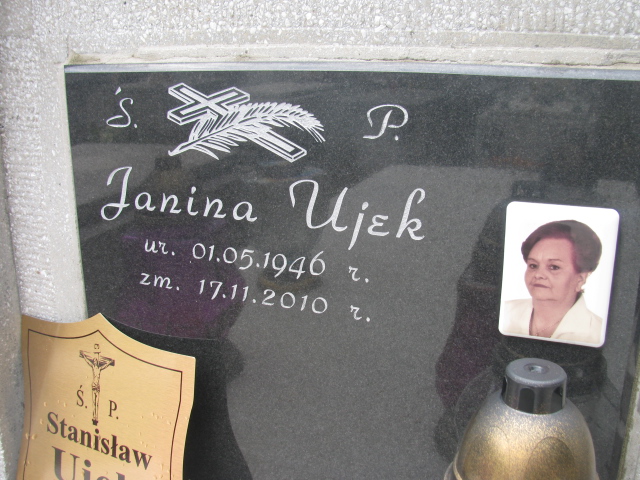 Ś. P.
Janina Ujek
ur. 01.05.1946 r.
zm. 17.11.2010 r.
Ś. P.
Stanisław